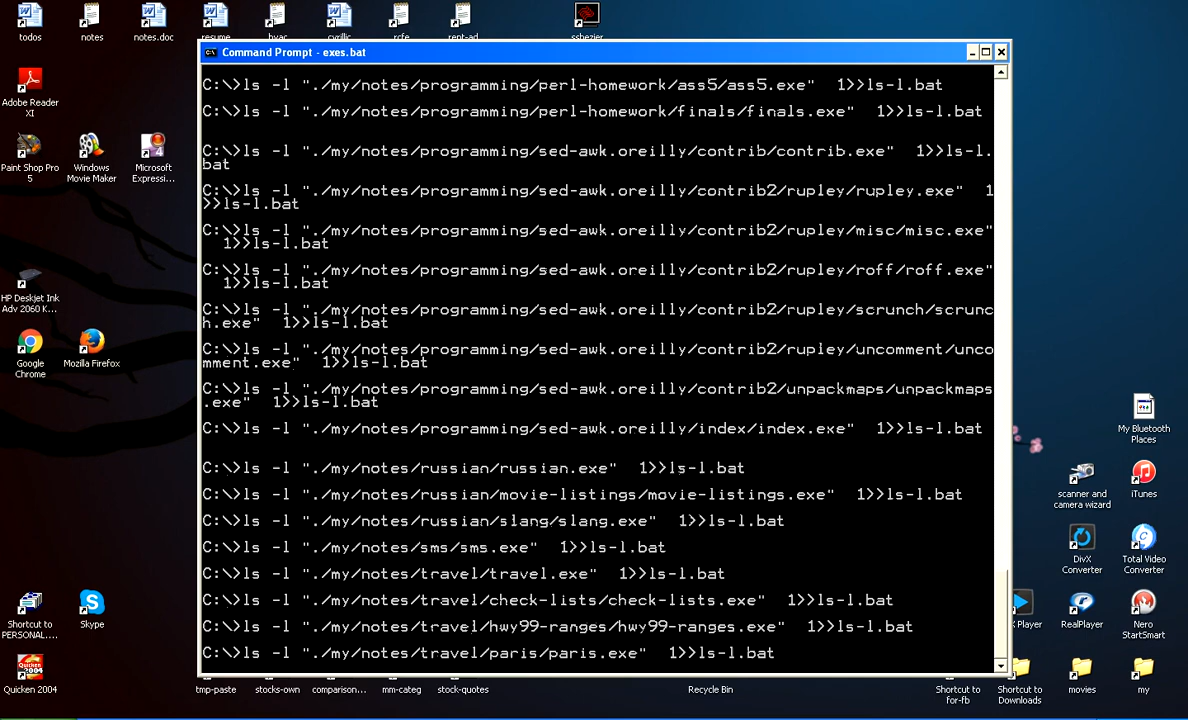 todos
notes
notes.doc
resume
hvac
cyrillic
rcfe
rent-ad
sshezier
Command Prompt - exes.bat
C:\>ls -l "./my/notes/programming/perl-homework/ass5/ass5.exe"  1>>ls-l.bat
C:\>ls -l "./my/notes/programming/perl-homework/finals/finals.exe"  1>>ls-l.bat
C:\>ls -l "./my/notes/programming/sed-awk.oreilly/contrib/contrib.exe"  1>>ls-l.
bat
C:\>ls -l "./my/notes/programming/sed-awk.oreilly/contrib2/rupley/rupley.exe"  1
>>ls-l.bat
C:\>ls -l "./my/notes/programming/sed-awk.oreilly/contrib2/rupley/misc/misc.exe"
  1>>ls-l.bat
C:\>ls -l "./my/notes/programming/sed-awk.oreilly/contrib2/rupley/roff/roff.exe"
  1>>ls-l.bat
C:\>ls -l "./my/notes/programming/sed-awk.oreilly/contrib2/rupley/scrunch/scrunc
h.exe"  1>>ls-l.bat
C:\>ls -l "./my/notes/programming/sed-awk.oreilly/contrib2/rupley/uncomment/unco
mment.exe"  1>>ls-l.bat
C:\>ls -l "./my/notes/programming/sed-awk.oreilly/contrib2/unpackmaps/unpackmaps
.exe"  1>>ls-l.bat
C:\>ls -l "./my/notes/programming/sed-awk.oreilly/index/index.exe"  1>>ls-l.bat
C:\>ls -l "./my/notes/russian/russian.exe"  1>>ls-l.bat
C:\>ls -l "./my/notes/russian/movie-listings/movie-listings.exe"  1>>ls-l.bat
C:\>ls -l "./my/notes/russian/slang/slang.exe"  1>>ls-l.bat
C:\>ls -l "./my/notes/sms/sms.exe"  1>>ls-l.bat
C:\>ls -l "./my/notes/travel/travel.exe"  1>>ls-l.bat
C:\>ls -l "./my/notes/travel/check-lists/check-lists.exe"  1>>ls-l.bat
C:\>ls -l "./my/notes/travel/hwy99-ranges/hwy99-ranges.exe"  1>>ls-l.bat
C:\>ls -l "./my/notes/travel/paris/paris.exe"  1>>ls-l.bat
Adobe Reader
XI
Paint Shop Pro
5
Windows
Movie Maker
Microsoft
Expressi...
HP Deskjet Ink
Adv 2060 K...
Google
Chrome
Mozilla Firefox
Shortcut to
PERSONAL....
Skype
Quicken 2004
tmp-paste
stocks-own
comparison...
mm-categ
stock-quotes
Recycle Bin
My Bluetooth
Places
scanner and
camera wizard
iTunes
DivX
Converter
Total Video
Converter
X Player
RealPlayer
Nero
StartSmart
Shortcut to
for-fb
Shortcut to
Downloads
movies
my